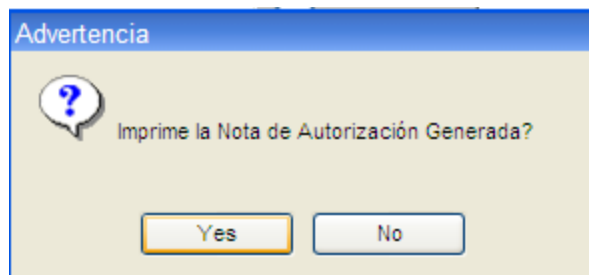 Advertencia
Imprime la Nota de Autorización Generada?
Yes
No